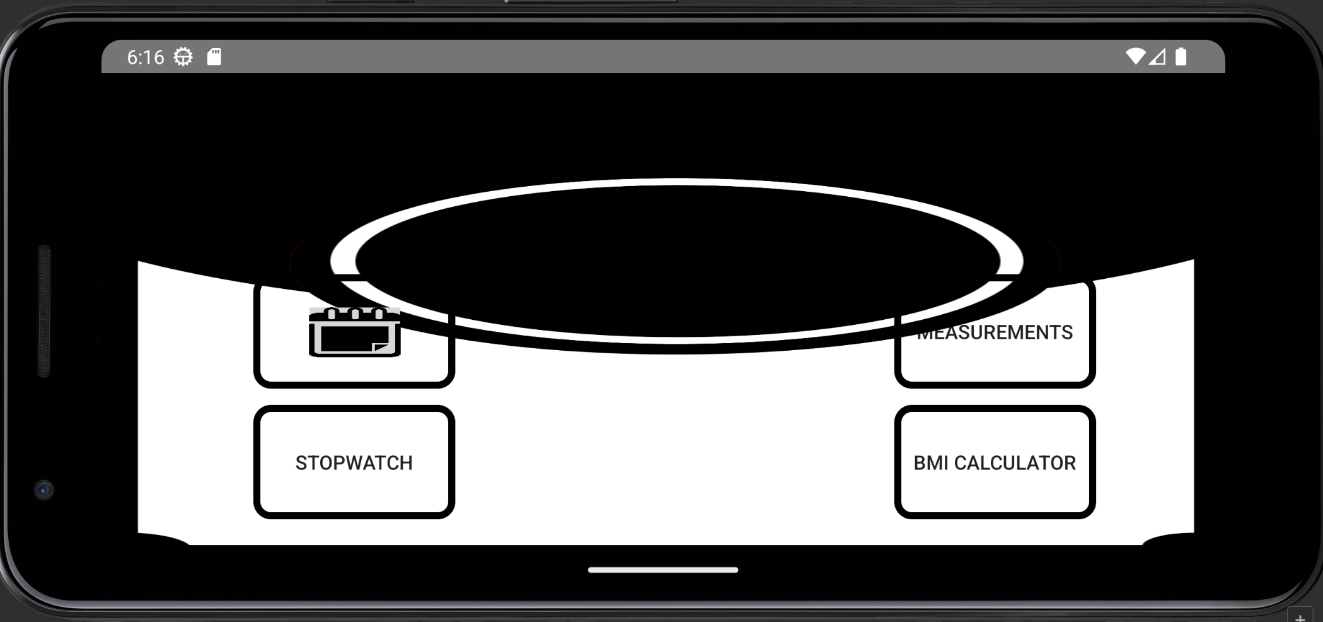 6:16
MEASUREMENTS
STOPWATCH
BMI CALCULATOR